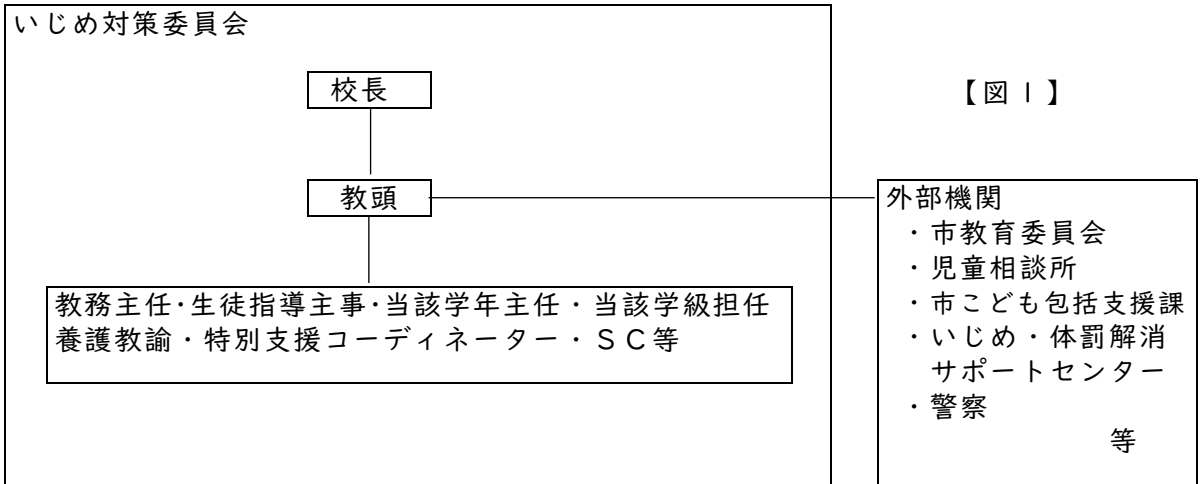 いじめ対策委員会
校長
【図１】
教頭
教務主任･生徒指導主事･当該学年主任・当該学級担任
養護教諭・特別支援コーディネーター・ＳＣ等
外部機関
・市教育委員会
・児童相談所
・市こども包括支援課
・いじめ・体罰解消
サポートセンター
・警察
等